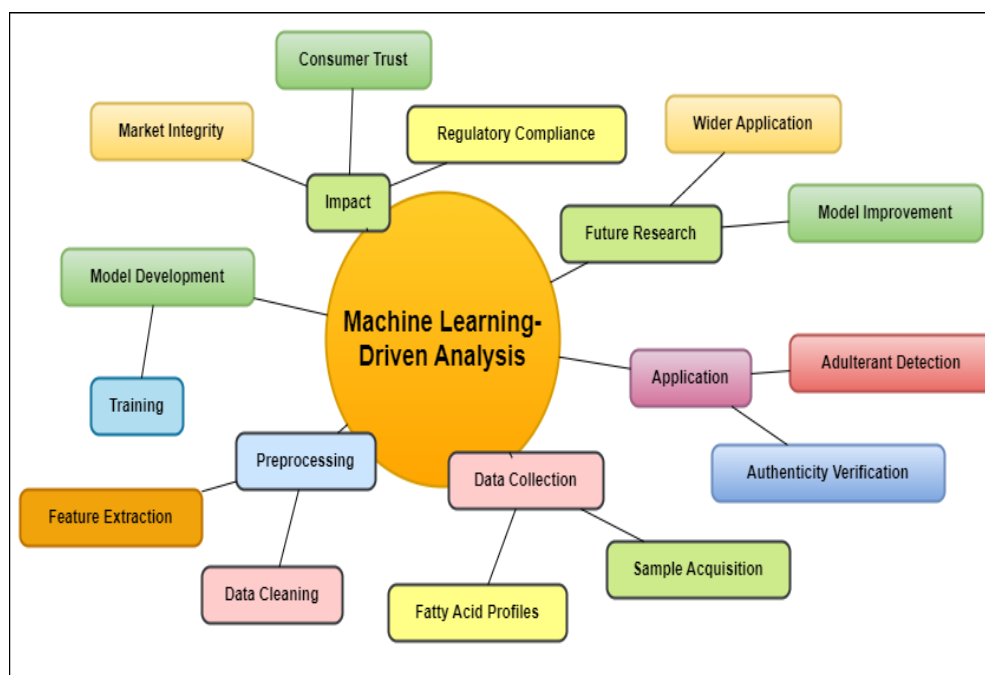 Consumer Trust
Market Integrity
Regulatory Compliance
Wider Application
Impact
Future Research
Model Improvement
Model Development
Machine Learning-
Driven Analysis
Application
Adulterant Detection
Training
Preprocessing
Data Collection
Authenticity Verification
Feature Extraction
Sample Acquisition
Data Cleaning
Fatty Acid Profiles